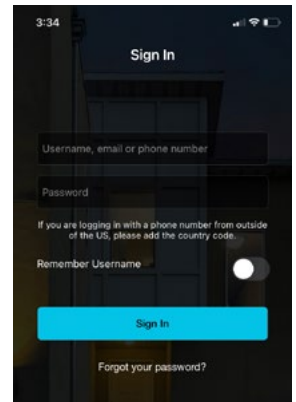 3:34
Sign In
Username, email or phone number
Password
If you are logging in with a phone number from outside
of the US, please add the country code.
Remember Username
Sign In
Forgot your password?